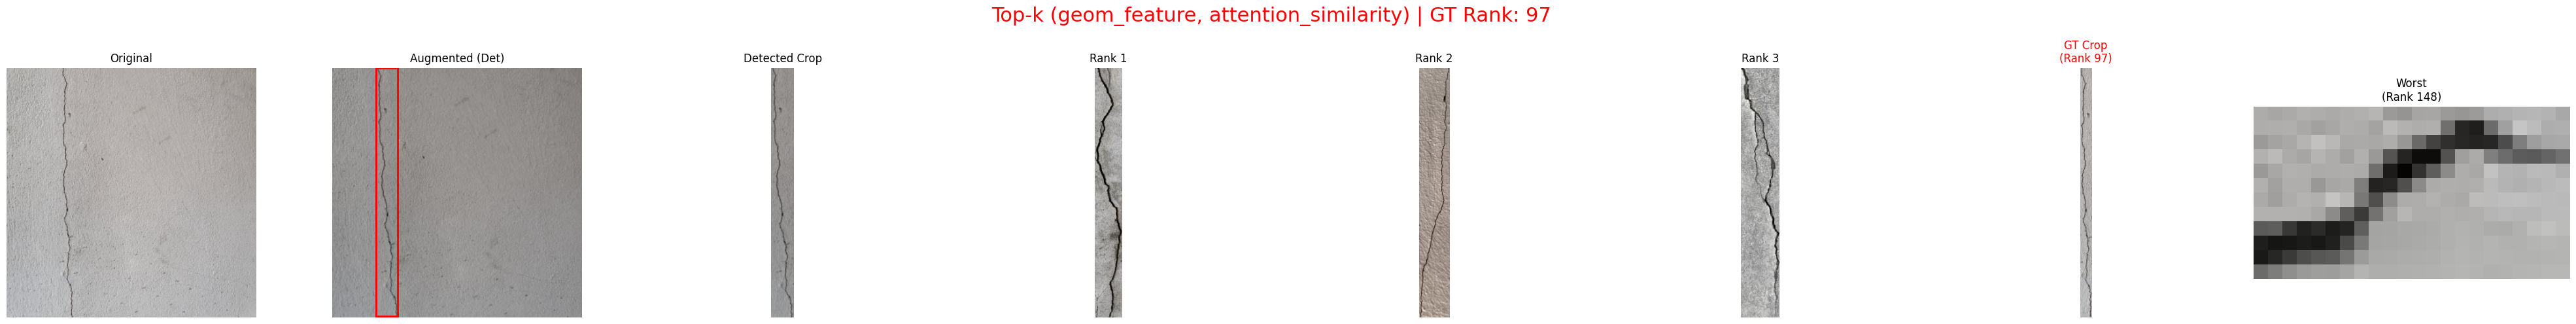 Top-k (geom_feature, attention_similarity) | GT Rank: 97
Original
Augmented (Det)
Detected Crop
Rank 1
Rank 2
Rank 3
GT Crop
(Rank 97)
Worst
(Rank 148)